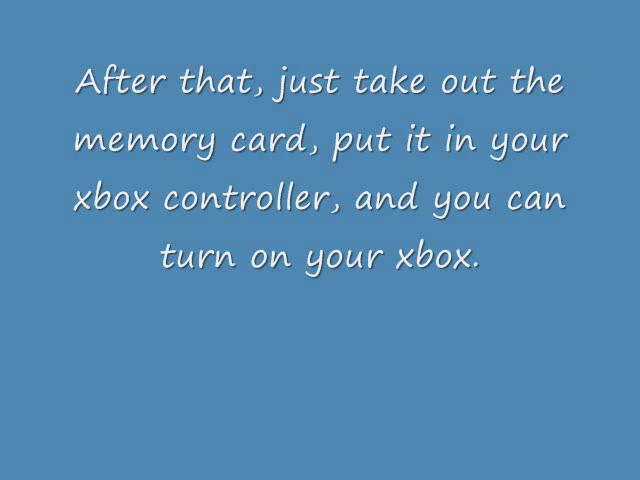 After that, just take out the
memory card, put it in your
xbox controller, and you can
turn on your xbox.